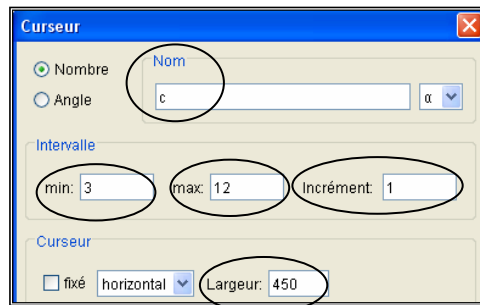 Curseur
Nombre
Angle
Nom
c
α
Intervalle
min: 3 max: 12 Incrément: 1
Curseur
fixé horizontal Largeur: 450